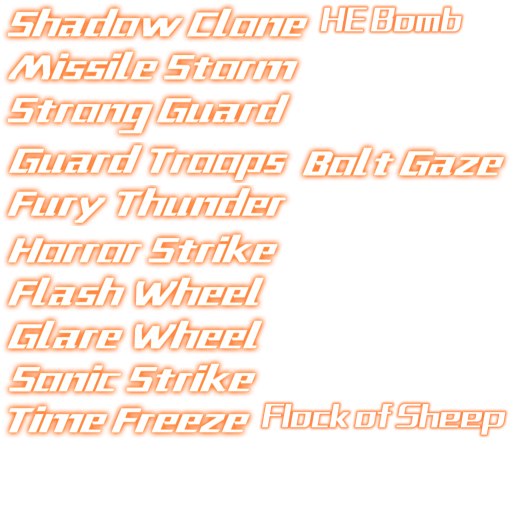 Shadow Clone HE Bomb
Missile Storm
Strong Guard
Guard Troops Bolt Gaze
Fury Thunder
Horror Strike
Flash Wheel
Glare Wheel
Sonic Strike
Time Freeze Flock of Sheep